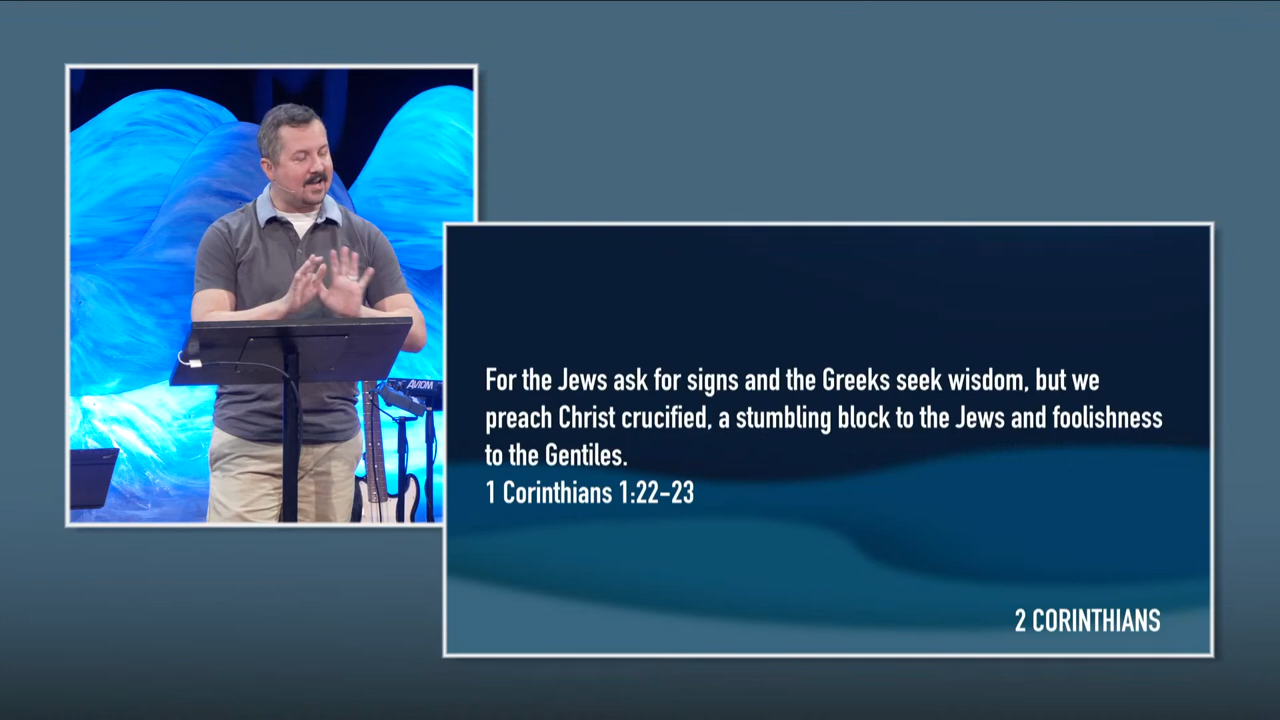 AVIOM
For the Jews ask for signs and the Greeks seek wisdom, but we
preach Christ crucified, a stumbling block to the Jews and foolishness
to the Gentiles.
1 Corinthians 1:22–23
2 CORINTHIANS